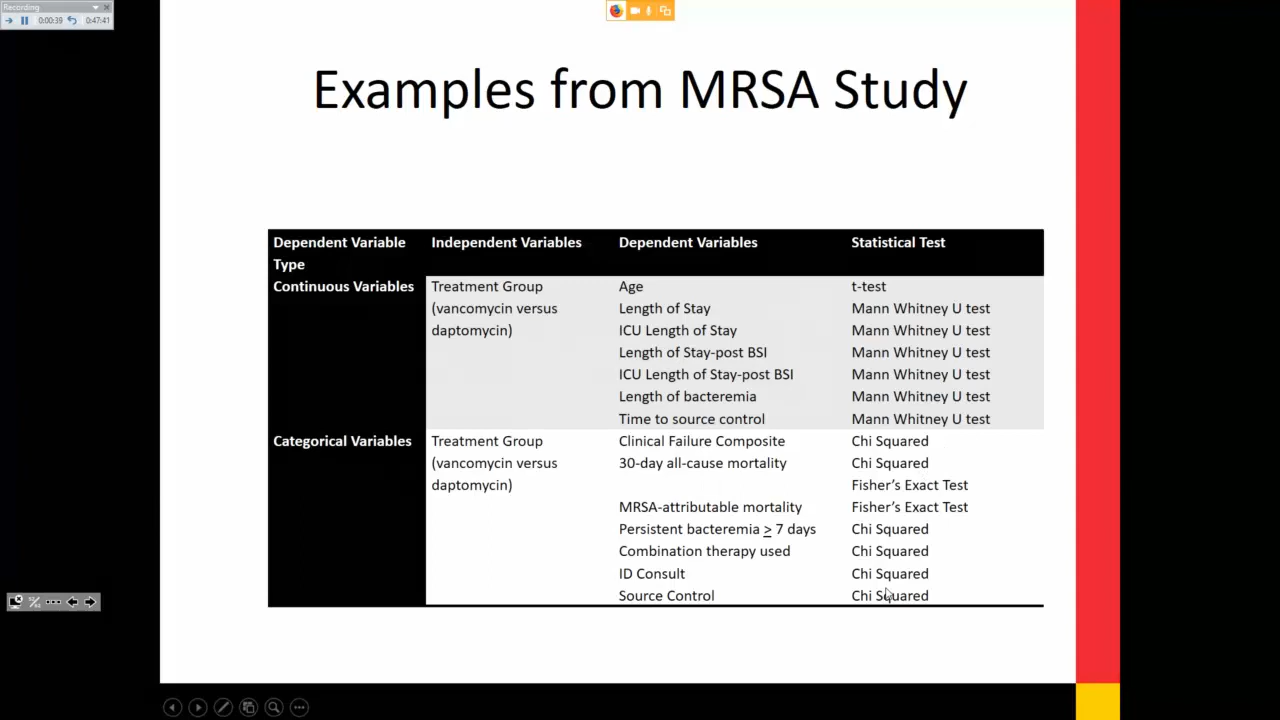 Recording
0:00:39 0:47:41
Examples from MRSA Study
Dependent Variable Type Independent Variables Dependent Variables Statistical Test
Continuous Variables Treatment Group Age t-test
(vancomycin versus Length of Stay Mann Whitney U test
daptomycin) ICU Length of Stay Mann Whitney U test
Length of Stay-post BSI Mann Whitney U test
ICU Length of Stay-post BSI Mann Whitney U test
Length of bacteremia Mann Whitney U test
Time to source control Mann Whitney U test
Categorical Variables Treatment Group Clinical Failure Composite Chi Squared
(vancomycin versus 30-day all-cause mortality Chi Squared
daptomycin) Fisher’s Exact Test
MRSA-attributable mortality Fisher’s Exact Test
Persistent bacteremia ≥ 7 days Chi Squared
Combination therapy used Chi Squared
ID Consult Chi Squared
Source Control Chi Squared